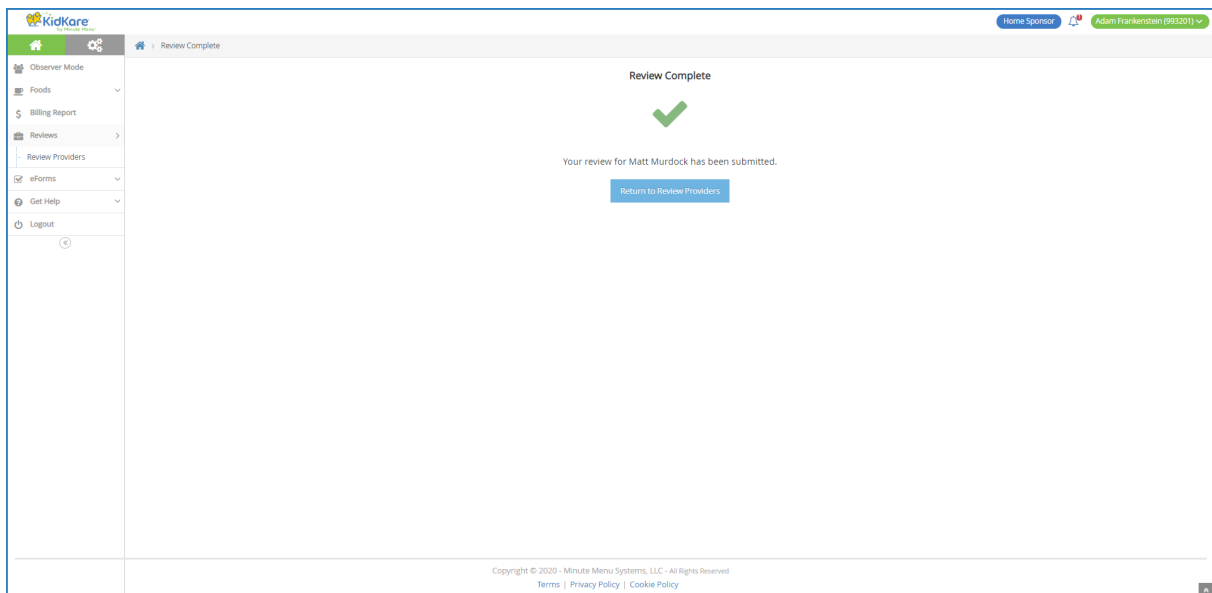 KidKare
by Minute Menu
Home Sponsor
Adam Frankenstein (993201)
Review Complete
Observer Mode
Foods
Billing Report
Reviews
Review Providers
eForms
Get Help
Logout
Review Complete
Your review for Matt Murdock has been submitted.
Return to Review Providers
Copyright © 2020 - Minute Menu Systems, LLC - All Rights Reserved
Terms | Privacy Policy | Cookie Policy